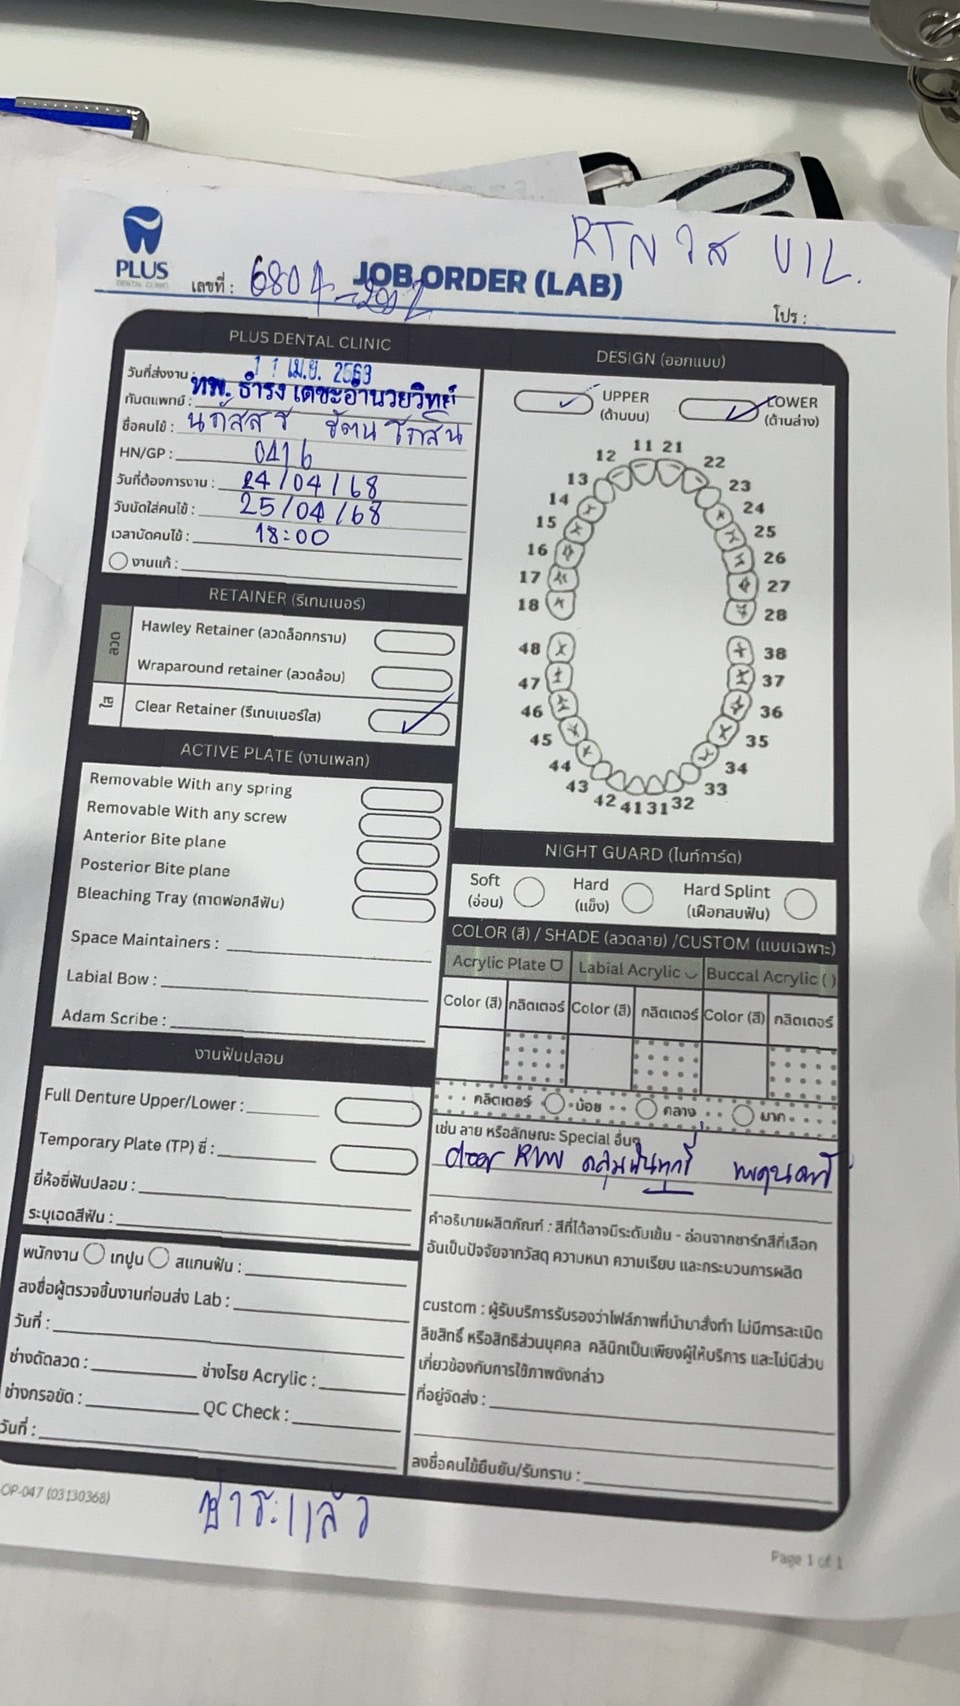 RTN ใส U1L.
PLUS
DENTAL CLINIC
เลขที่ : 6804-2012
JOB ORDER (LAB)
โปร :
PLUS DENTAL CLINIC
วันที่ส่งงาน : 11 เม.ย. 2569
ทันตแพทย์ : ทพ. ธำรง เดชะอำนวยวิทย์
ชื่อคนไข้ :
HN/GP : 0416
วันที่ต้องการงาน : 24/04/68
วันนัดใส่คนไข้ : 25/04/68
เวลานัดคนไข้ : 18:00
งานแก้ :
RETAINER (รีเทนเนอร์)
ลวด
Hawley Retainer (ลวดล็อกกราม)
Wraparound retainer (ลวดล้อม)
ใส
Clear Retainer (รีเทนเนอร์ใส)
ACTIVE PLATE (งานเพลท)
Removable With any spring
Removable With any screw
Anterior Bite plane
Posterior Bite plane
Bleaching Tray (ถาดฟอกสีฟัน)
Space Maintainers :
Labial Bow :
Adam Scribe :
งานฟันปลอม
Full Denture Upper/Lower :
Temporary Plate (TP) ซี่ :
ยี่ห้อซี่ฟันปลอม :
ระบุเฉดสีฟัน :
พนักงาน เทปูน สแกนฟัน :
ลงชื่อผู้ตรวจชิ้นงานก่อนส่ง Lab :
วันที่ :
ช่างดัดลวด : ช่างโรย Acrylic :
ช่างกรอขัด : QC Check :
วันที่ :
DESIGN (ออกแบบ)
UPPER
(ด้านบน)
LOWER
(ด้านล่าง)
11 21
12 22
13 23
14 24
15 25
16 26
17 27
18 28
48 38
47 37
46 36
45 35
44 34
43 33
42 41 31 32
NIGHT GUARD (ไนท์การ์ด)
Soft
(อ่อน)
Hard
(แข็ง)
Hard Splint
(เฝือกสบฟัน)
COLOR (สี) / SHADE (ลวดลาย) /CUSTOM (แบบเฉพาะ)
Acrylic Plate Labial Acrylic Buccal Acrylic ( )
Color (สี) กลิตเตอร์ Color (สี) กลิตเตอร์ Color (สี) กลิตเตอร์
กลิตเตอร์ น้อย กลาง มาก
เช่น ลาย หรือลักษณะ Special อื่นๆ
คลุมฟันทุกซี่
คำอธิบายผลิตภัณฑ์ : สีที่ได้อาจมีระดับเข้ม - อ่อนจากชาร์ทสีที่เลือก
อันเป็นปัจจัยจากวัสดุ ความหนา ความเรียบ และกระบวนการผลิต
custom : ผู้รับบริการรับรองว่าไฟล์ภาพที่นำมาสั่งทำ ไม่มีการละเมิด
ลิขสิทธิ์ หรือสิทธิส่วนบุคคล คลินิกเป็นเพียงผู้ให้บริการ และไม่มีส่วน
เกี่ยวข้องกับการใช้ภาพดังกล่าว
ที่อยู่จัดส่ง :
ลงชื่อคนไข้ยืนยัน/รับทราบ :
OP-047 (03130368)
ชำระแล้ว
Page 1 of 1